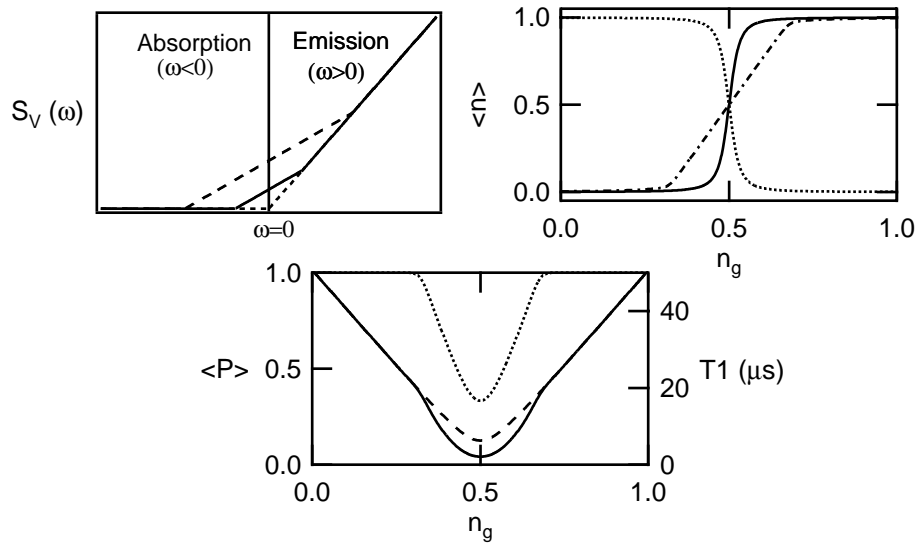 Absorption
(ω<0)
Emission
(ω>0)
S_V (ω)
ω=0
1.0
<n> 0.5
0.0
0.0 0.5 1.0
n_g
1.0
<P> 0.5
0.0
40
20 T1 (μs)
0
0.0 0.5 1.0
n_g